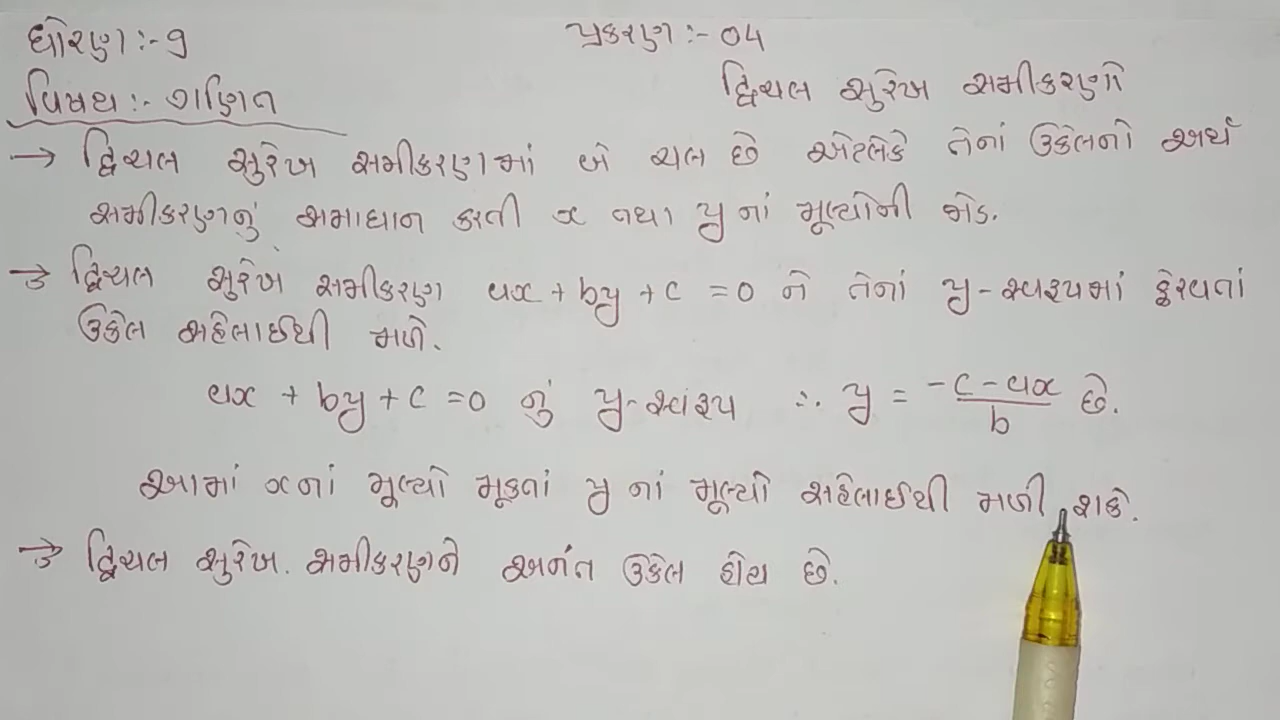 ધોરણ :- 9
પ્રકરણ :- 04
વિષય :- ગણિત
દ્વિચલ સુરેખ સમીકરણો
→ દ્વિચલ સુરેખ સમીકરણમાં બે ચલ છે એટલેકે તેનાં ઉકેલનો અર્થ
સમીકરણનું સમાધાન કરતી x તથા y નાં મૂલ્યોની જોડ.
→ દ્વિચલ સુરેખ સમીકરણ ax + by + c = 0 ને તેનાં y-સ્વરૂપમાં ફેરવતાં
ઉકેલ સહેલાઈથી મળે.
ax + by + c = 0 નું y-સ્વરૂપ ∴ y = (-c - ax)/b છે.
આમાં x નાં મૂલ્યો મૂકતાં y નાં મૂલ્યો સહેલાઈથી મળી શકે.
→ દ્વિચલ સુરેખ. સમીકરણને અનંત ઉકેલ હોય છે.